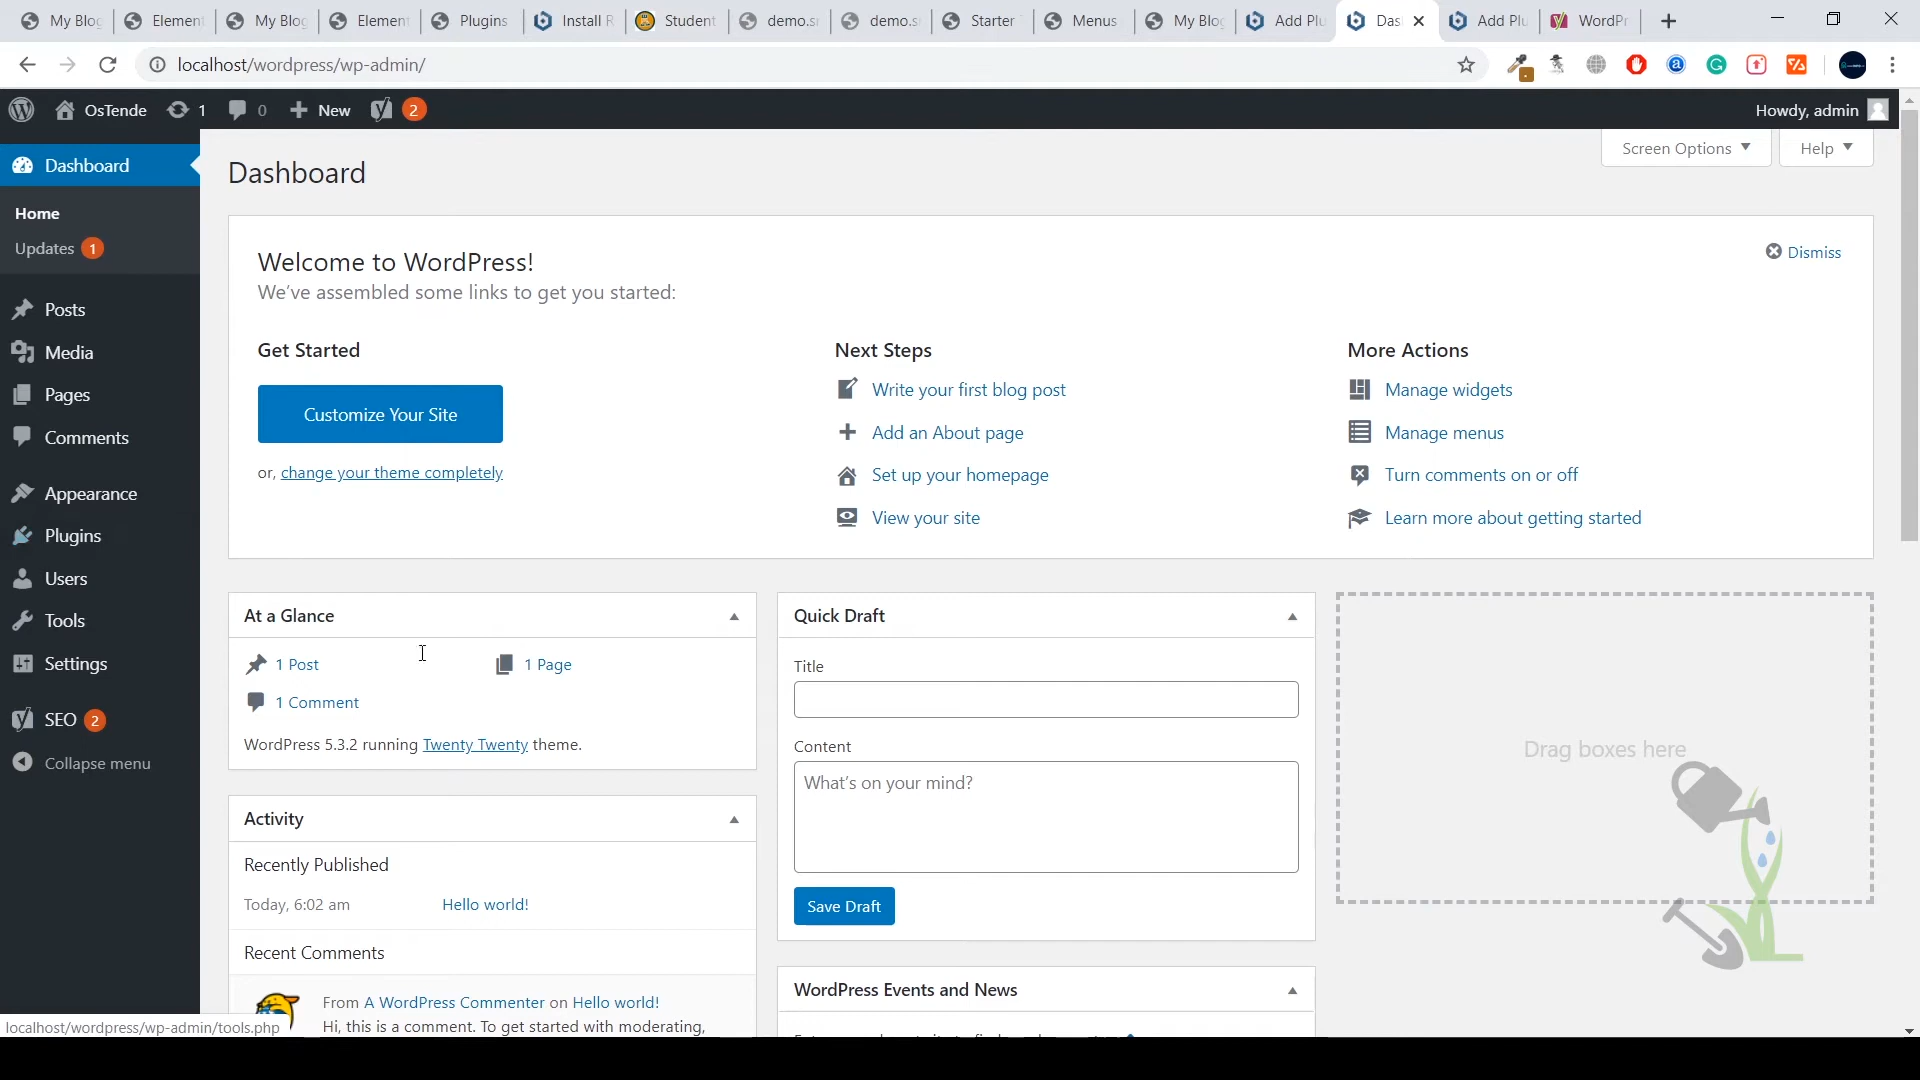 My Blog
Element
My Blog
Element
Plugins
Install R
Student
demo.s
demo.s
Starter
Menus
My Blog
Add Plu
Das
Add Plu
WordPr
localhost/wordpress/wp-admin/
OsTende
1
0
New
2
Howdy, admin
Dashboard
Home
Updates 1
Posts
Media
Pages
Comments
Appearance
Plugins
Users
Tools
Settings
SEO 2
Collapse menu
Screen Options
Help
Dashboard
Welcome to WordPress!
We've assembled some links to get you started:
Dismiss
Get Started
Customize Your Site
or, change your theme completely
Next Steps
Write your first blog post
Add an About page
Set up your homepage
View your site
More Actions
Manage widgets
Manage menus
Turn comments on or off
Learn more about getting started
At a Glance
1 Post
1 Page
1 Comment
WordPress 5.3.2 running Twenty Twenty theme.
Activity
Recently Published
Today, 6:02 am
Hello world!
Recent Comments
From A WordPress Commenter on Hello world!
Hi, this is a comment. To get started with moderating,
Quick Draft
Title
Content
What's on your mind?
Save Draft
WordPress Events and News
Drag boxes here
localhost/wordpress/wp-admin/tools.php